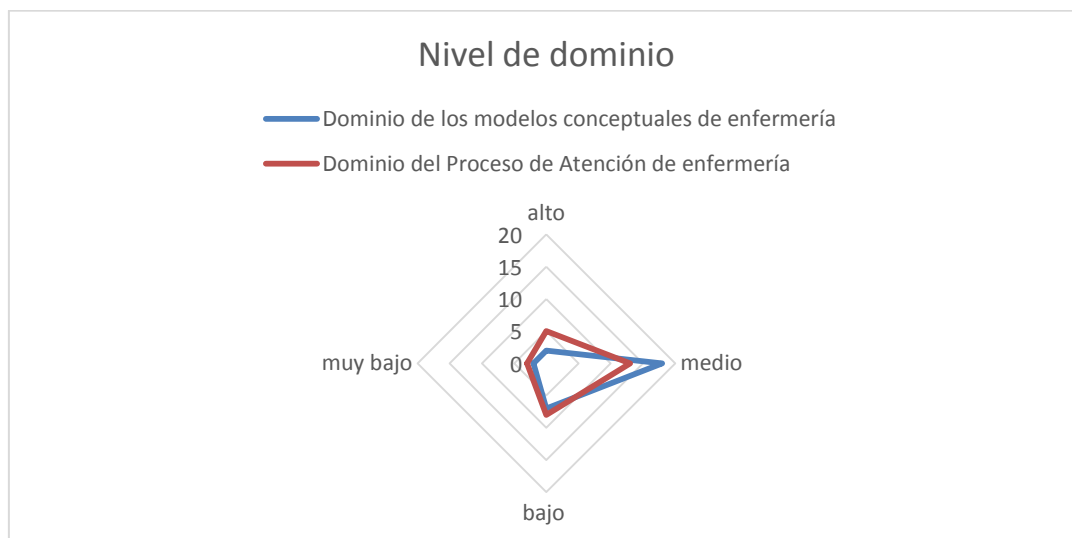 Nivel de dominio
Dominio de los modelos conceptuales de enfermería
Dominio del Proceso de Atención de enfermería
alto
20
15
10
5
0
muy bajo
medio
bajo